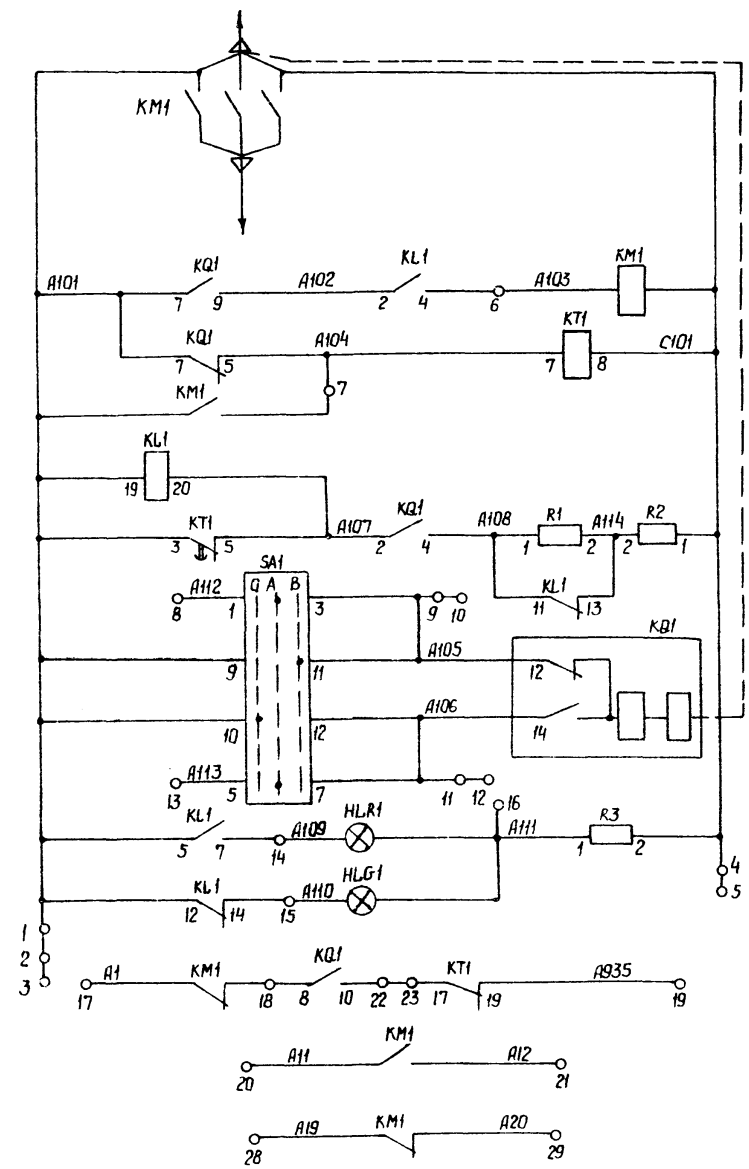 KM1
A101 KQ1 A102 KL1 A103 KM1
7 9 2 4 6
KQ1 A104 KT1 C101
7 5 7 8
KM1 7
KL1
19 20
KT1 A107 KQ1 A108 R1 A114 R2
3 5 2 4 1 2 2 1
SA1 KL1
A112 O A B 11 13
8 1 3 9 10
KQ1
9 11 A105 12
10 12 A106 14
A113
13 5 7 11 12
KL1 HLR1 16
A109 A111 R3
5 7 14 1 2
KL1 HLG1 4
A110 5
12 14 15
1
2
3
A1 KM1 KQ1 KT1 A935
17 18 8 10 22 23 17 19 19
KM1
A11 A12
20 21
KM1
A19 A20
28 29